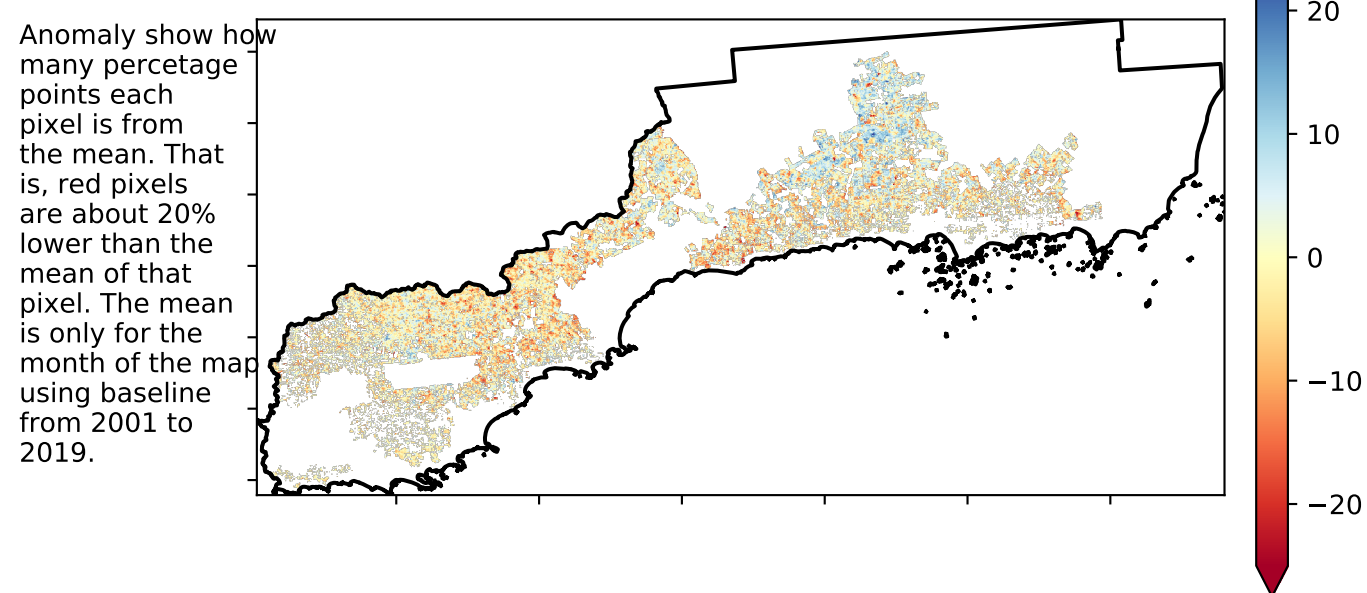 Anomaly show how
many percetage
points each
pixel is from
the mean. That
is, red pixels
are about 20%
lower than the
mean of that
pixel. The mean
is only for the
month of the map
using baseline
from 2001 to
2019.
20
10
0
−10
−20